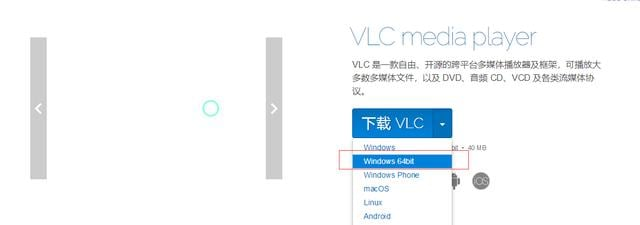 VLC media player
VLC 是一款自由、开源的跨平台多媒体播放器及框架，可播放大
多数多媒体文件，以及 DVD、音频 CD、VCD 及各类流媒体协
议。
下载 VLC
Windows
bit • 40 MB
Windows 64bit
Windows Phone
iOS
macOS
Linux
Android